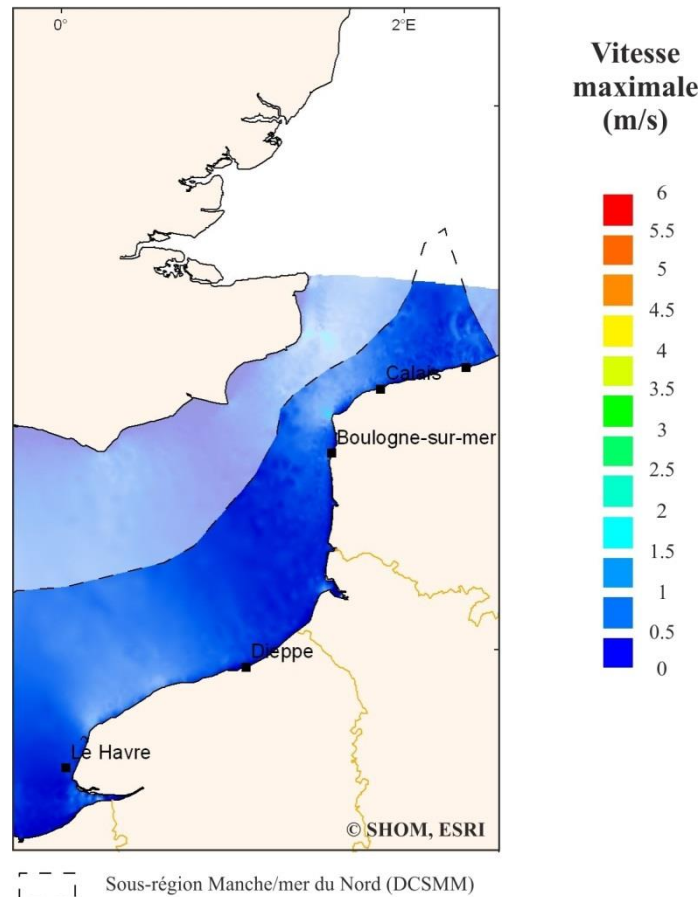 0° 2°E
Vitesse
maximale
(m/s)
6
5.5
5
4.5
4
3.5
3
2.5
2
1.5
1
0.5
0
Calais
Boulogne-sur-mer
Dieppe
Le Havre
© SHOM, ESRI
Sous-région Manche/mer du Nord (DCSMM)